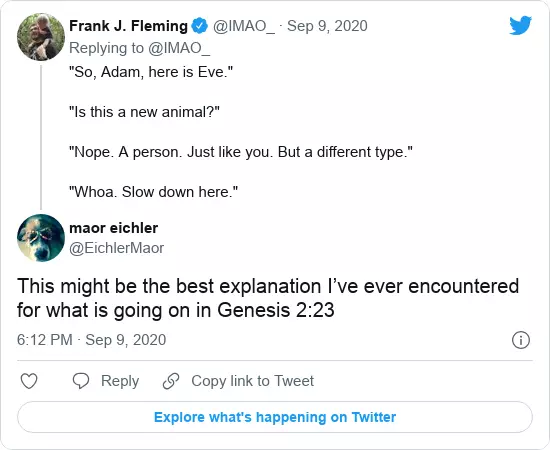 Frank J. Fleming @IMAO_ · Sep 9, 2020
Replying to @IMAO_
"So, Adam, here is Eve."
"Is this a new animal?"
"Nope. A person. Just like you. But a different type."
"Whoa. Slow down here."
maor eichler
@EichlerMaor
This might be the best explanation I’ve ever encountered
for what is going on in Genesis 2:23
6:12 PM · Sep 9, 2020
Reply Copy link to Tweet
Explore what's happening on Twitter